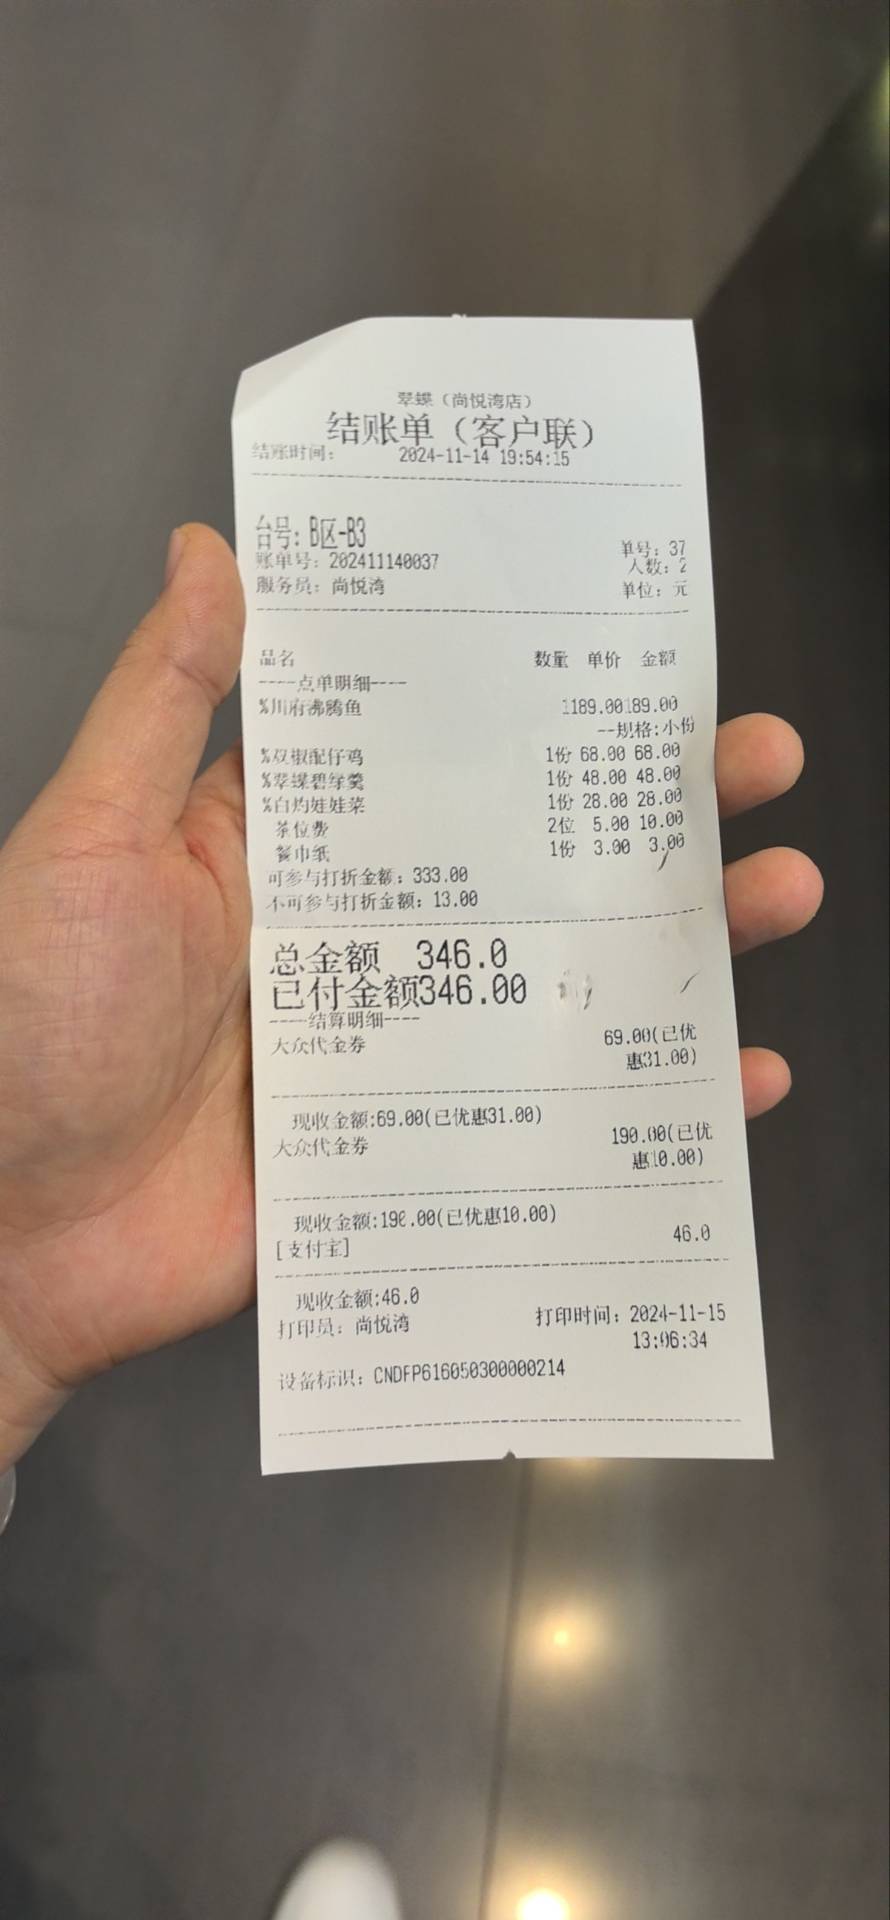 翠蝶（尚悦湾店）
结账单（客户联）
结账时间： 2024-11-14 19:54:15
台号：B区-B3
账单号：202411140037 单号：37
人数：2
服务员：尚悦湾 单位：元
品名 数量 单价 金额
----点单明细----
%川府沸腾鱼 1189.00189.00
--规格:小份
%双椒配仔鸡 1份 68.00 68.00
%翠蝶碧绿羹 1份 48.00 48.00
%白灼娃娃菜 1份 28.00 28.00
茶位费 2位 5.00 10.00
餐巾纸 1份 3.00 3.00
可参与打折金额：333.00
不可参与打折金额：13.00
总金额 346.0
已付金额346.00
----结算明细----
大众代金券 69.00(已优
惠31.00)
现收金额:69.00(已优惠31.00)
大众代金券 190.00(已优
惠10.00)
现收金额:190.00(已优惠10.00)
[支付宝] 46.0
现收金额:46.0
打印员：尚悦湾 打印时间：2024-11-15
13:06:34
设备标识：CNDFP616050300000214